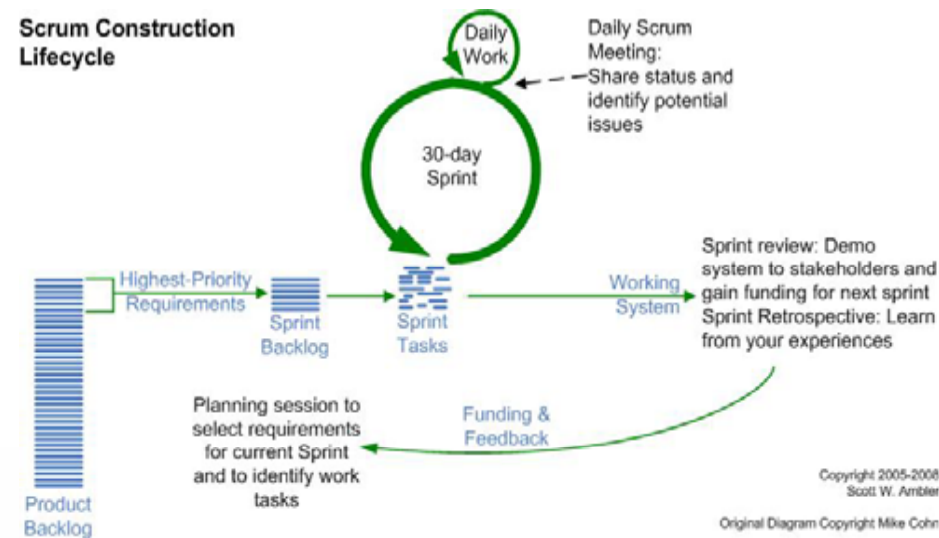 Scrum Construction
Lifecycle
Daily
Work
Daily Scrum
Meeting:
Share status and
identify potential
issues
30-day
Sprint
Highest-Priority
Requirements
Sprint
Backlog
Sprint
Tasks
Working
System
Sprint review: Demo
system to stakeholders and
gain funding for next sprint
Sprint Retrospective: Learn
from your experiences
Planning session to
select requirements
for current Sprint
and to identify work
tasks
Funding &
Feedback
Product
Backlog
Copyright 2005-2008
Scott W. Ambler
Original Diagram Copyright Mike Cohn